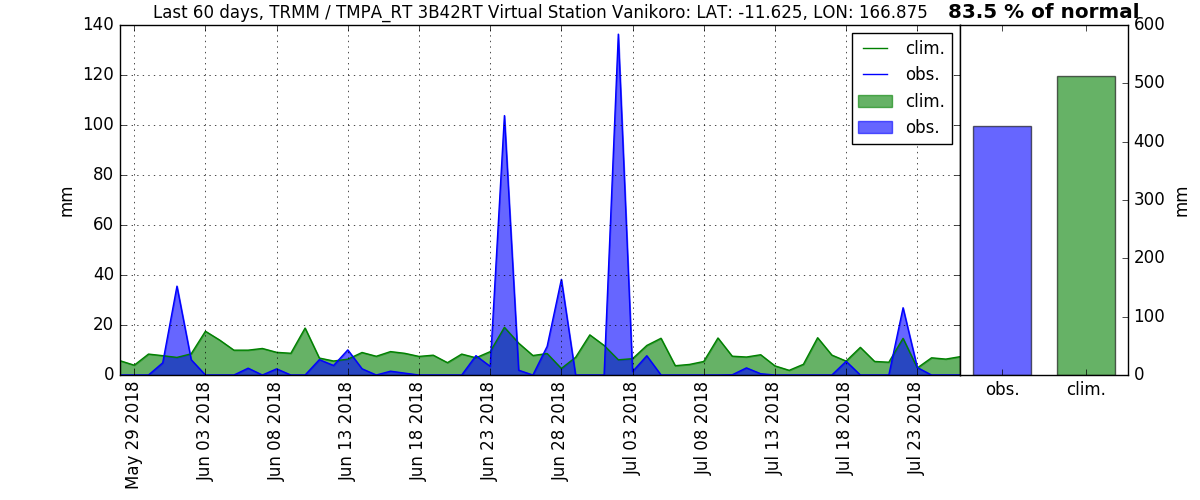 Last 60 days, TRMM / TMPA_RT 3B42RT Virtual Station Vanikoro: LAT: -11.625, LON: 166.875
83.5 % of normal
mm
140
120
100
80
60
40
20
0
May 29 2018
Jun 03 2018
Jun 08 2018
Jun 13 2018
Jun 18 2018
Jun 23 2018
Jun 28 2018
Jul 03 2018
Jul 08 2018
Jul 13 2018
Jul 18 2018
Jul 23 2018
clim.
obs.
clim.
obs.
600
500
400
300
200
100
0
mm
obs.
clim.